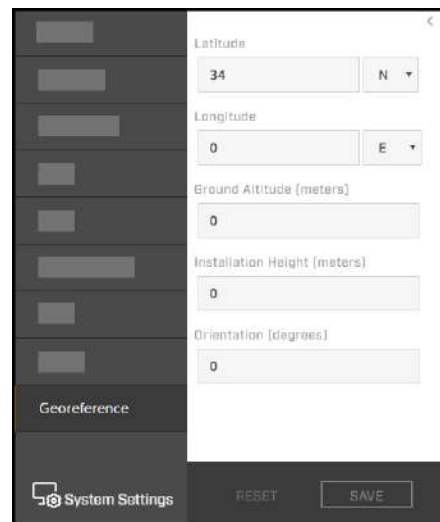 Latitude
34
N
Longitude
0
E
Ground Altitude (meters)
0
Installation Height (meters)
0
Orientation (degrees)
0
Georeference
System Settings
RESET
SAVE